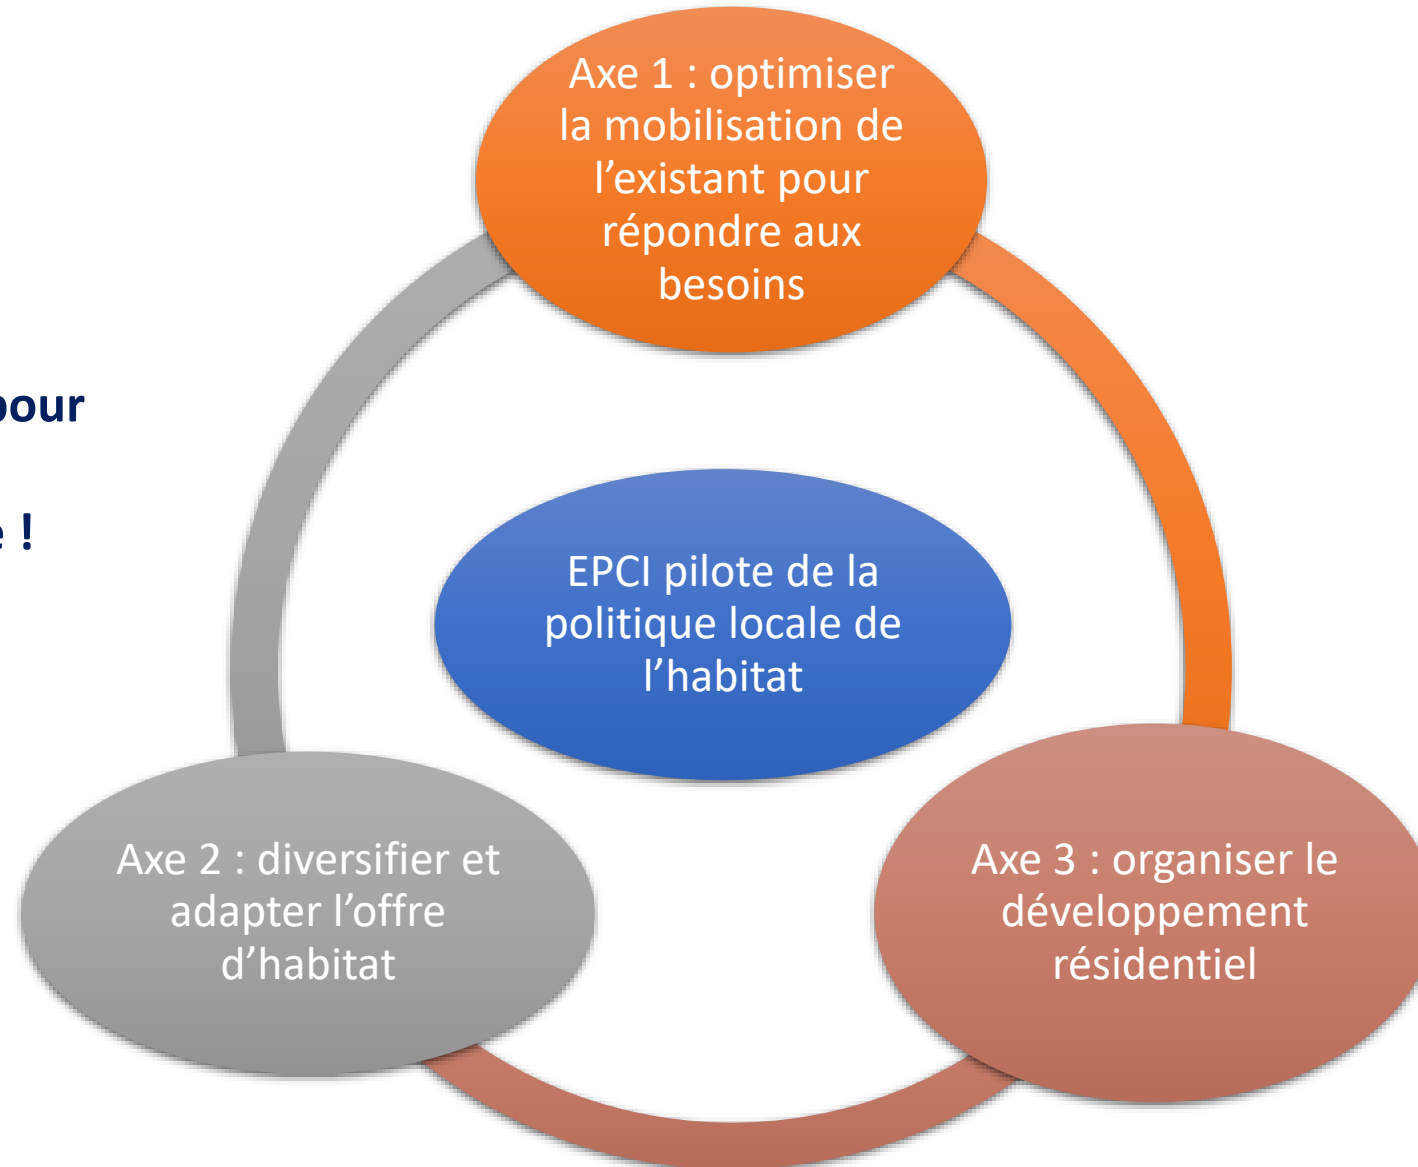 Axe 1 : optimiser
la mobilisation de
l’existant pour
répondre aux
besoins
pour
!
EPCI pilote de la
politique locale de
l’habitat
Axe 2 : diversifier et
adapter l’offre
d’habitat
Axe 3 : organiser le
développement
résidentiel